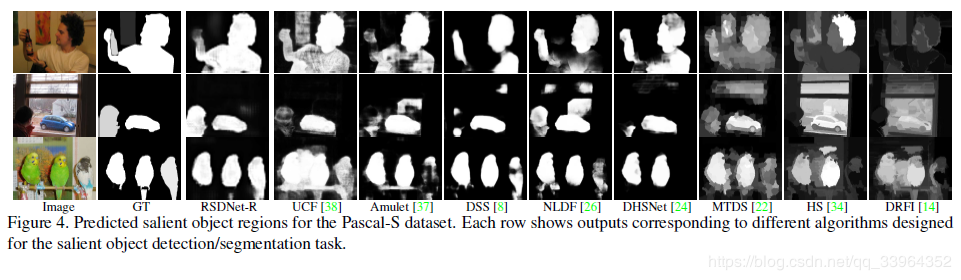 Image GT RSDNet-R UCF [38] Amulet [37] DSS [8] NLDF [26] DHSNet [24] MTDS [22] HS [34] DRFI [14]
Figure 4. Predicted salient object regions for the Pascal-S dataset. Each row shows outputs corresponding to different algorithms designed
for the salient object detection/segmentation task.
https://blog.csdn.net/qq_33964352